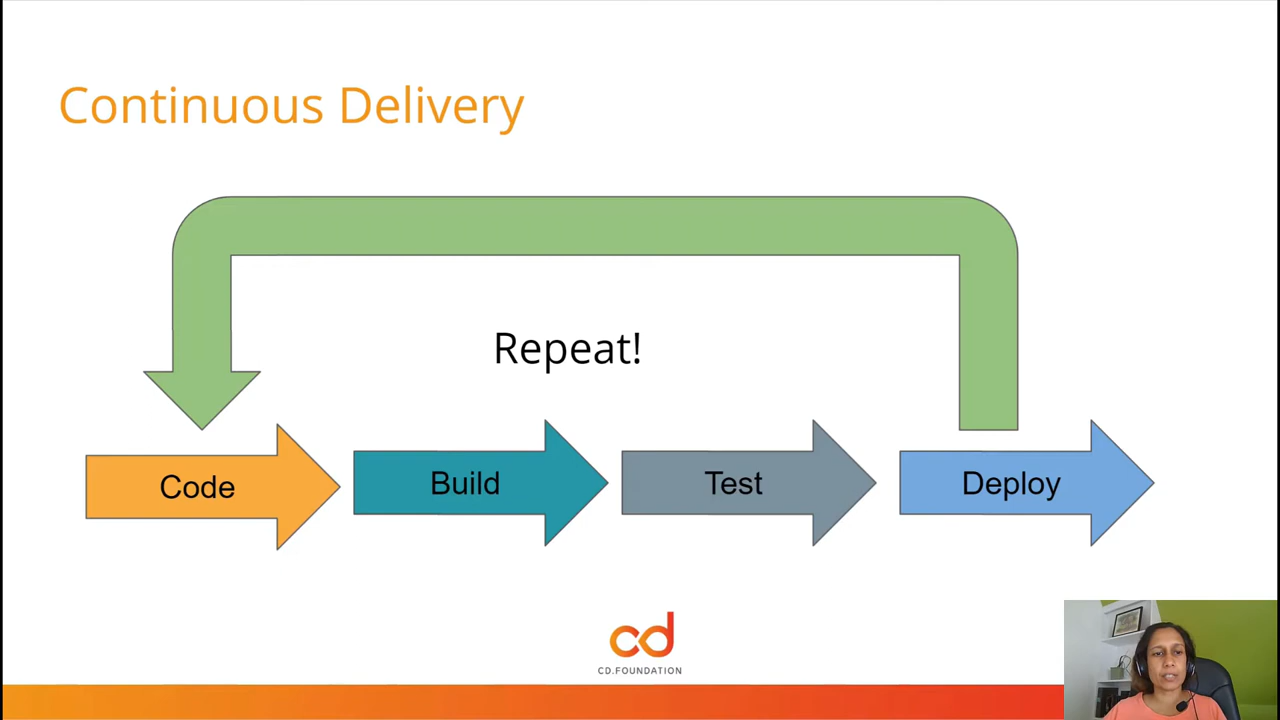 Continuous Delivery
Repeat!
Code
Build
Test
Deploy
cd
CD.FOUNDATION